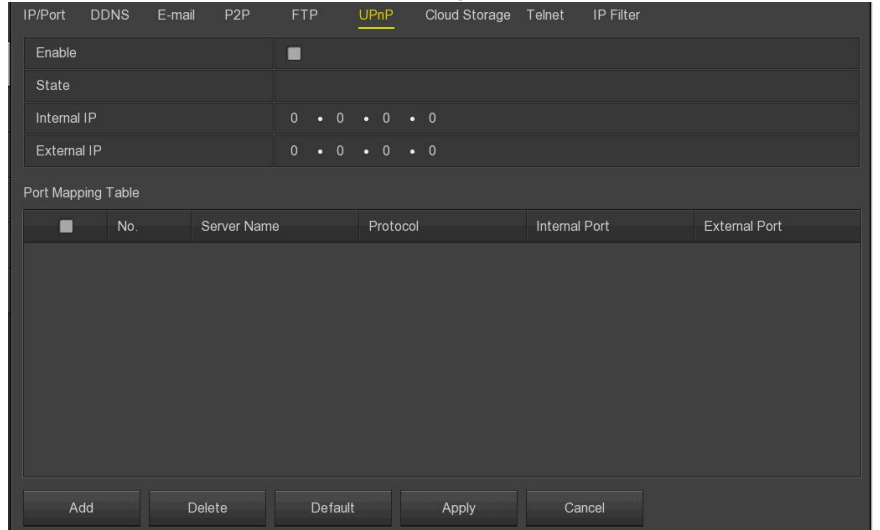 IP/Port DDNS E-mail P2P FTP UPnP Cloud Storage Telnet IP Filter
Enable
State
Internal IP 0 • 0 • 0 • 0
External IP 0 • 0 • 0 • 0
Port Mapping Table
No. Server Name Protocol Internal Port External Port
Add Delete Default Apply Cancel